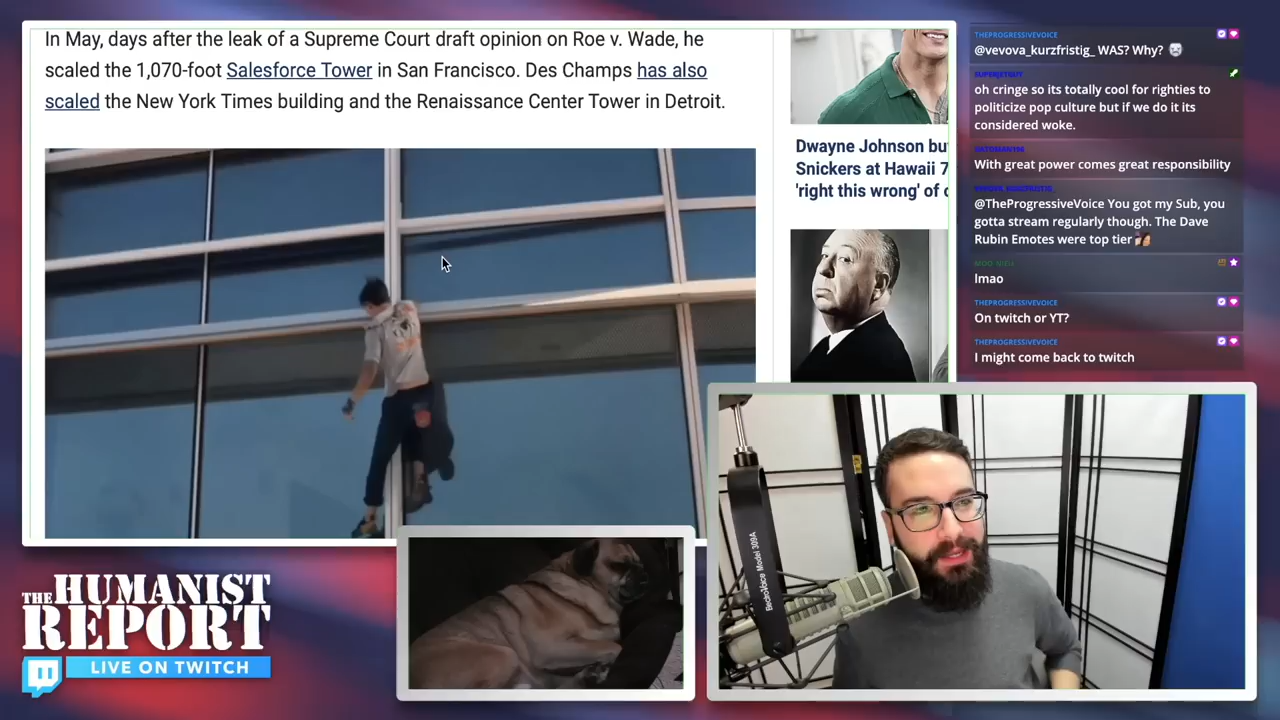 In May, days after the leak of a Supreme Court draft opinion on Roe v. Wade, he
scaled the 1,070-foot Salesforce Tower in San Francisco. Des Champs has also
scaled the New York Times building and the Renaissance Center Tower in Detroit.
Dwayne Johnson bu
Snickers at Hawaii 7
'right this wrong' of
THEPROGRESSIVEVOICE
@vevova_kurzfristig_ WAS? Why?
SUPERJETGUY
oh cringe so its totally cool for righties to
politicize pop culture but if we do it its
considered woke.
With great power comes great responsibility
@TheProgressiveVoice You got my Sub, you
gotta stream regularly though. The Dave
Rubin Emotes were top tier
lmao
THEPROGRESSIVEVOICE
On twitch or YT?
THEPROGRESSIVEVOICE
I might come back to twitch
ElectroVoice Model 309A
THE HUMANIST
REPORT
LIVE ON TWITCH